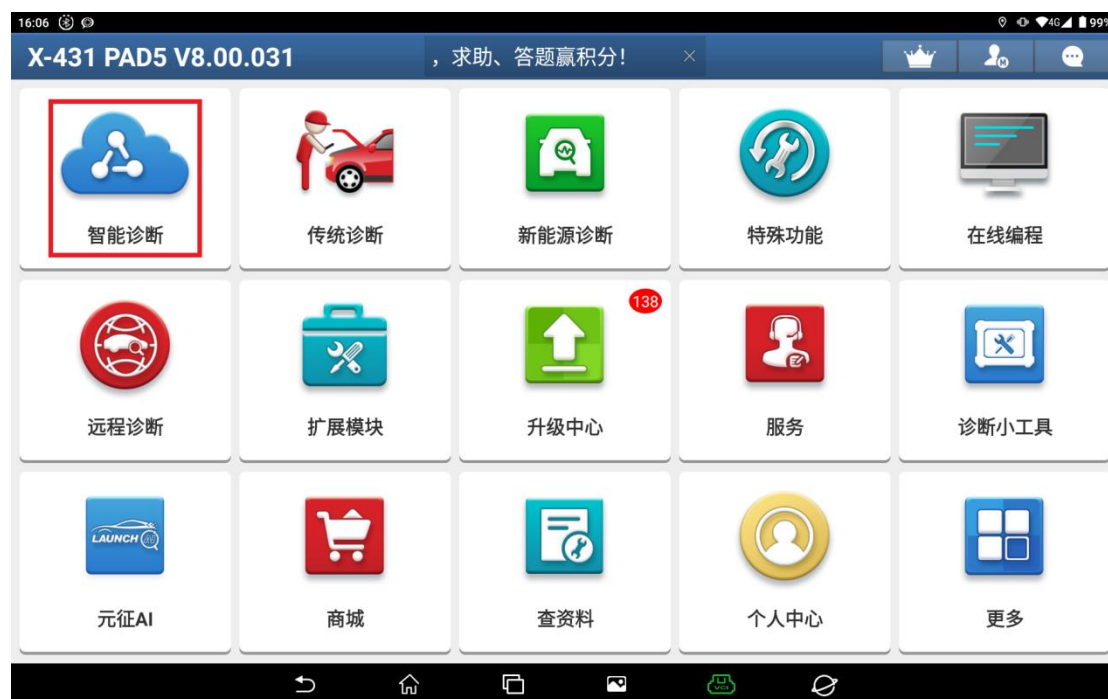 16:06
4G 99%
X-431 PAD5 V8.00.031
，求助、答题赢积分！
M
智能诊断
传统诊断
新能源诊断
特殊功能
在线编程
138
远程诊断
扩展模块
升级中心
服务
诊断小工具
LAUNCH AI
元征AI
商城
查资料
个人中心
更多
VCI